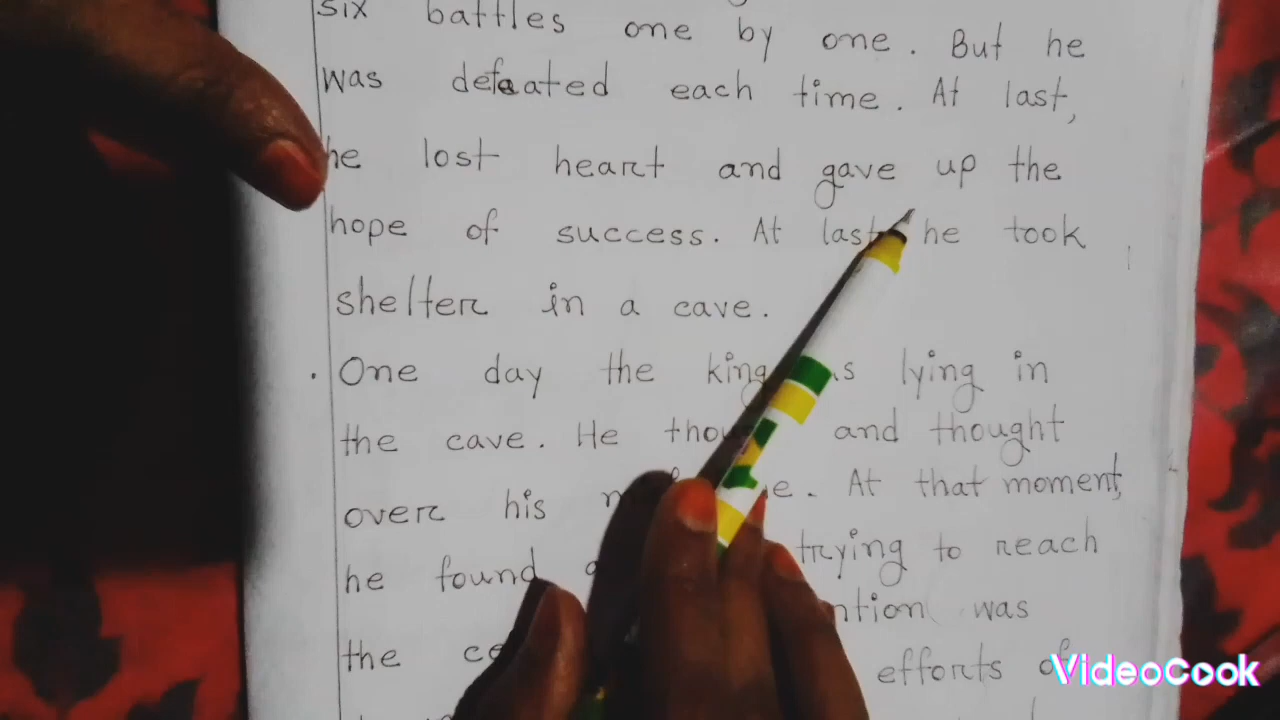 six battles one by one. But he
was defeated each time. At last,
he lost heart and gave up the
hope of success. At last he took
shelter in a cave.
. One day the king lying in
the cave. He and thought
over his . At that moment,
he found trying to reach
the was
efforts of
VideoCook